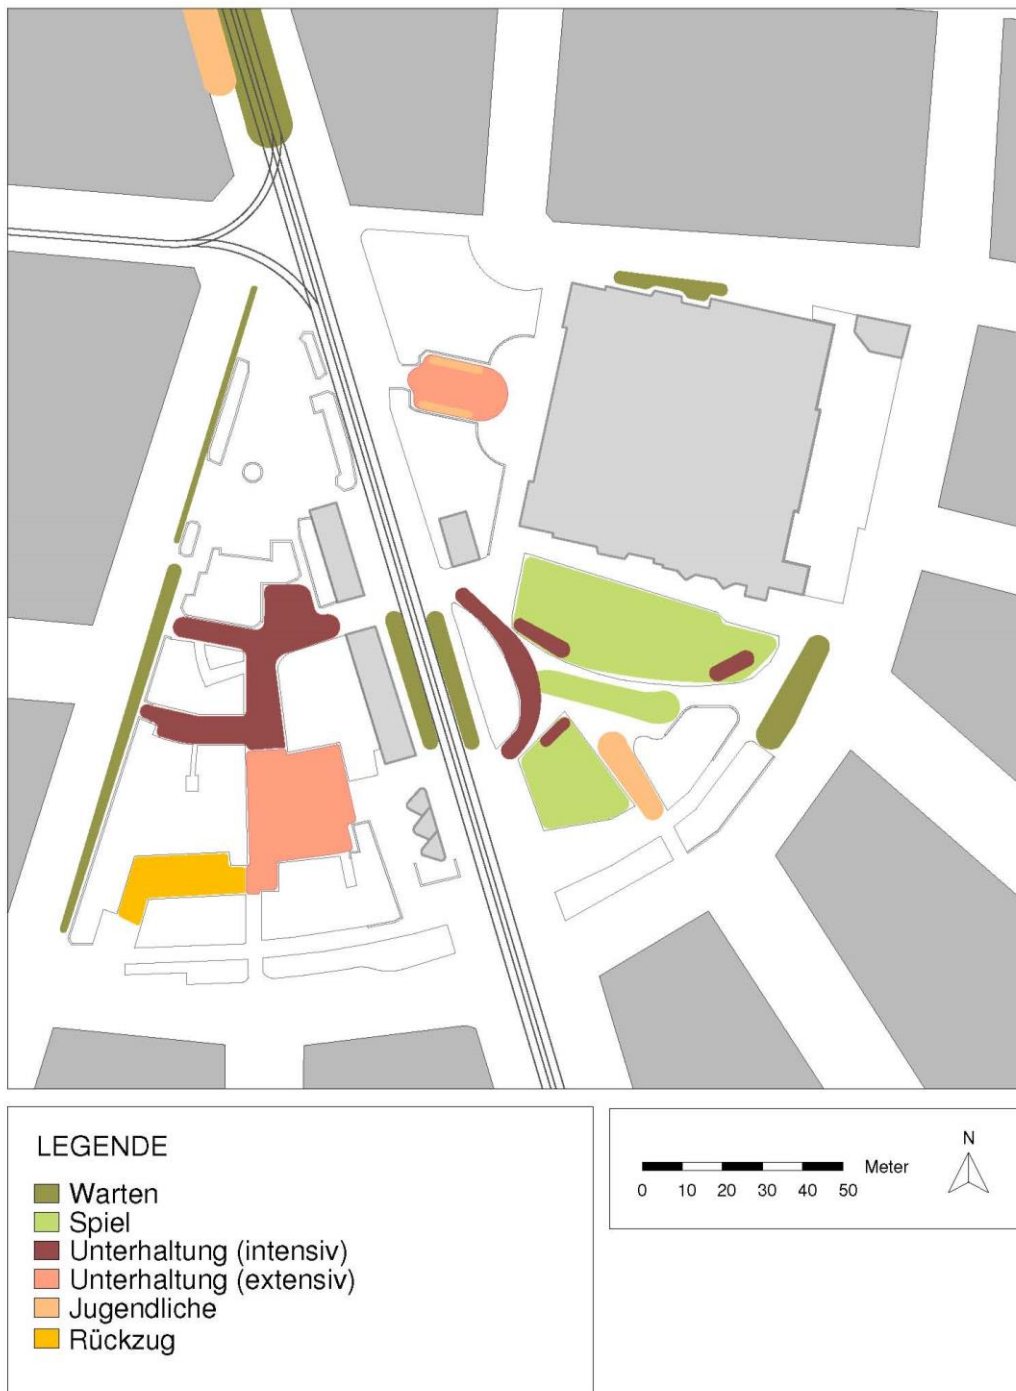 LEGENDE
Warten
Spiel
Unterhaltung (intensiv)
Unterhaltung (extensiv)
Jugendliche
Rückzug
N
Meter
0 10 20 30 40 50